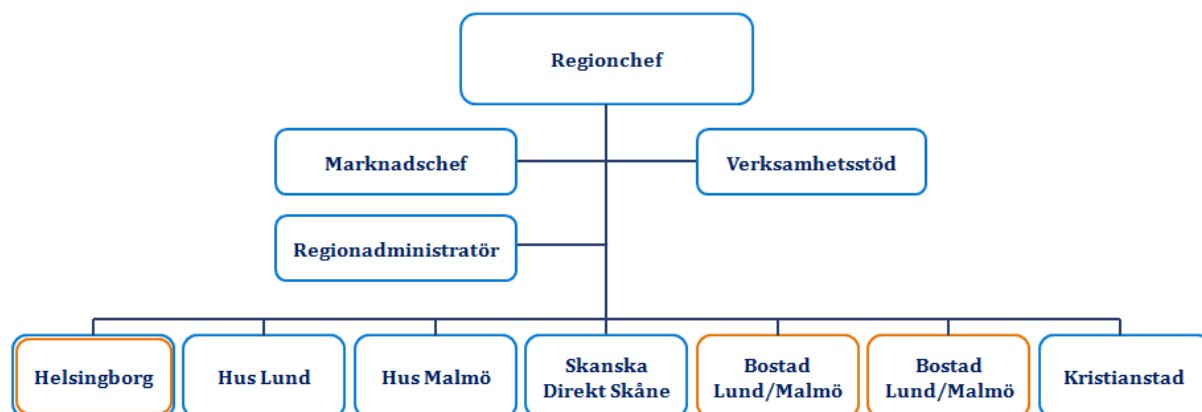 Regionchef
Marknadschef
Verksamhetsstöd
Regionadministratör
Helsingborg
Hus Lund
Hus Malmö
Skanska
Direkt Skåne
Bostad
Lund/Malmö
Bostad
Lund/Malmö
Kristianstad